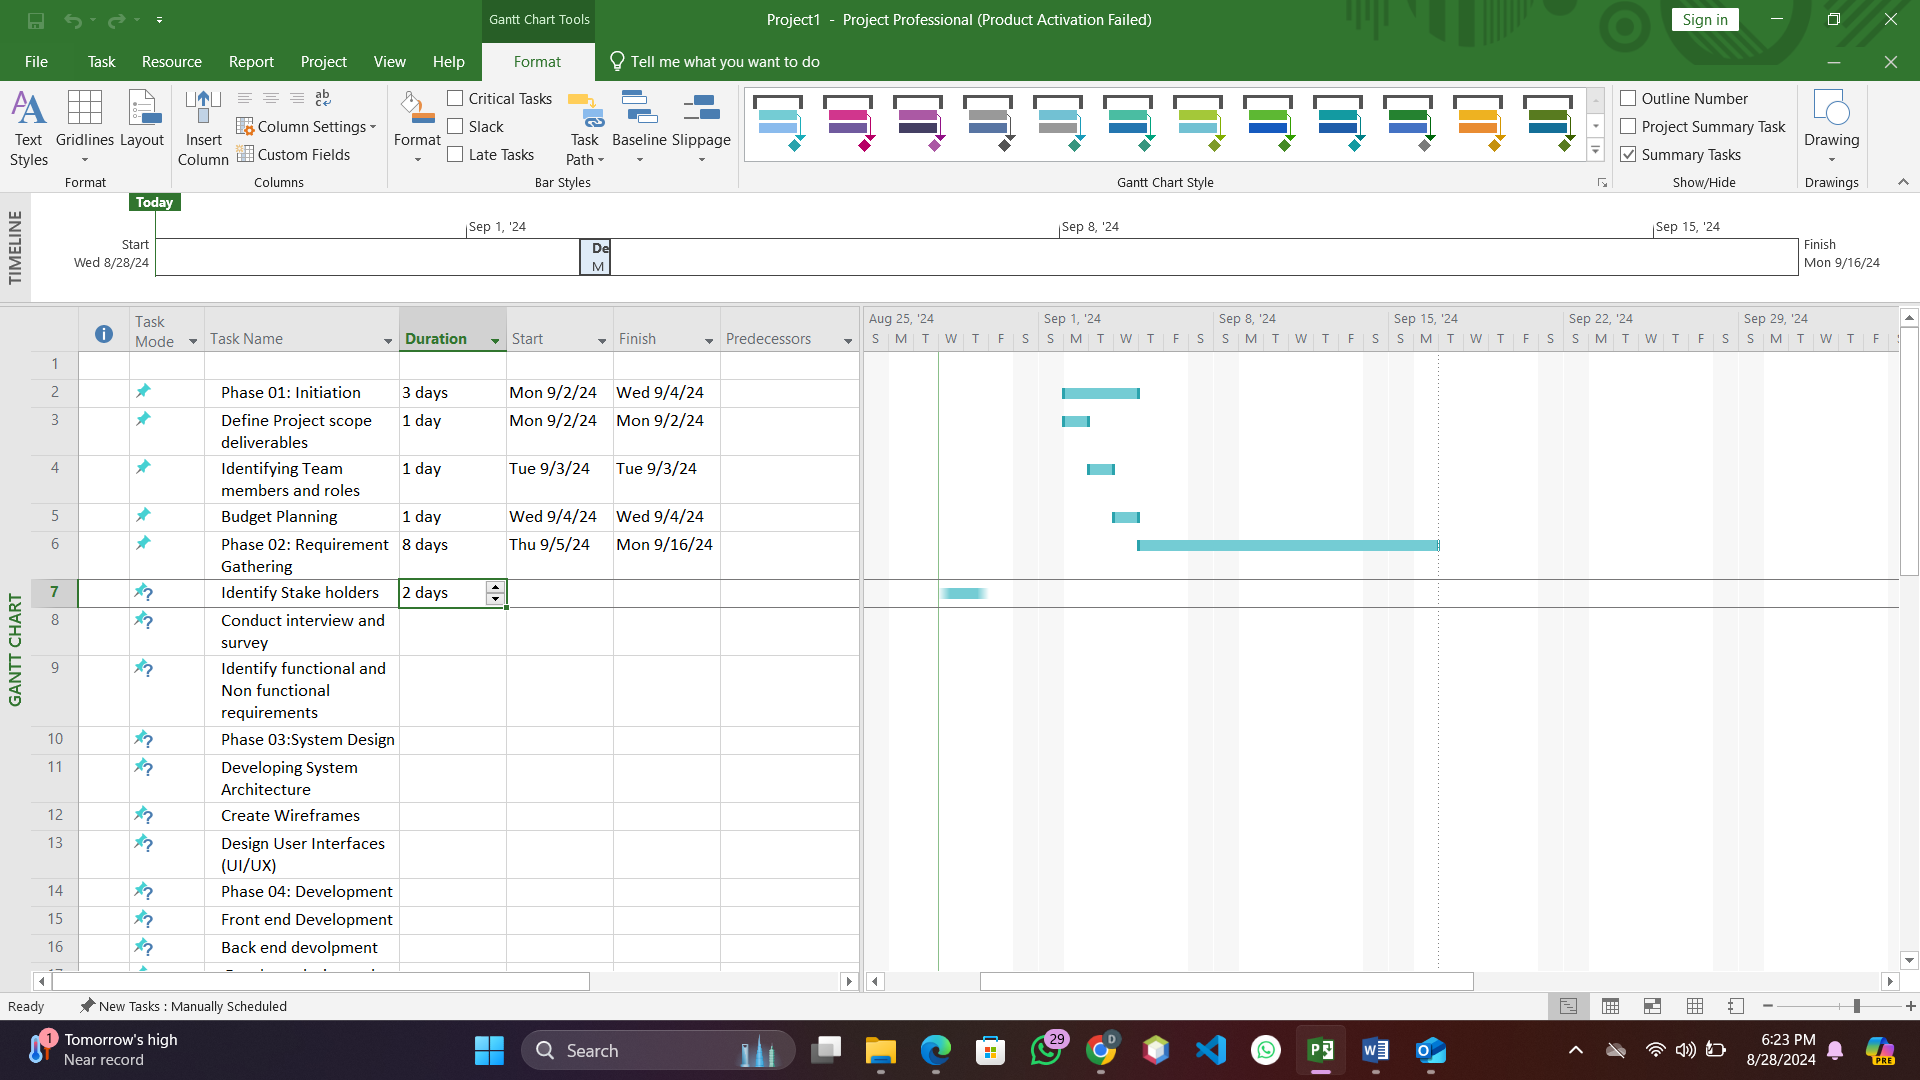 Gantt Chart Tools
Project1 - Project Professional (Product Activation Failed)
Sign in
File Task Resource Report Project View Help Format Tell me what you want to do
Text Styles
Gridlines
Layout
Format
Insert Column
Column Settings
Custom Fields
Columns
Format
Critical Tasks
Slack
Late Tasks
Task Path
Baseline
Slippage
Bar Styles
Gantt Chart Style
Outline Number
Project Summary Task
Summary Tasks
Show/Hide
Drawing
Drawings
TIMELINE
Today
Sep 1, '24 Sep 8, '24 Sep 15, '24
Start
Wed 8/28/24
De
M
Finish
Mon 9/16/24
GANTT CHART
Task Mode Task Name Duration Start Finish Predecessors
Aug 25, '24 Sep 1, '24 Sep 8, '24 Sep 15, '24 Sep 22, '24 Sep 29, '24
S M T W T F S S M T W T F S S M T W T F S S M T W T F S S M T W T F S S M T W T F
1
2 Phase 01: Initiation 3 days Mon 9/2/24 Wed 9/4/24
3 Define Project scope 1 day Mon 9/2/24 Mon 9/2/24
deliverables
4 Identifying Team 1 day Tue 9/3/24 Tue 9/3/24
members and roles
5 Budget Planning 1 day Wed 9/4/24 Wed 9/4/24
6 Phase 02: Requirement 8 days Thu 9/5/24 Mon 9/16/24
Gathering
7 Identify Stake holders 2 days
8 Conduct interview and
survey
9 Identify functional and
Non functional
requirements
10 Phase 03:System Design
11 Developing System
Architecture
12 Create Wireframes
13 Design User Interfaces
(UI/UX)
14 Phase 04: Development
15 Front end Development
16 Back end devolpment
Ready New Tasks : Manually Scheduled
1
Tomorrow's high
Near record
Search
29
D
6:23 PM
8/28/2024
PRE